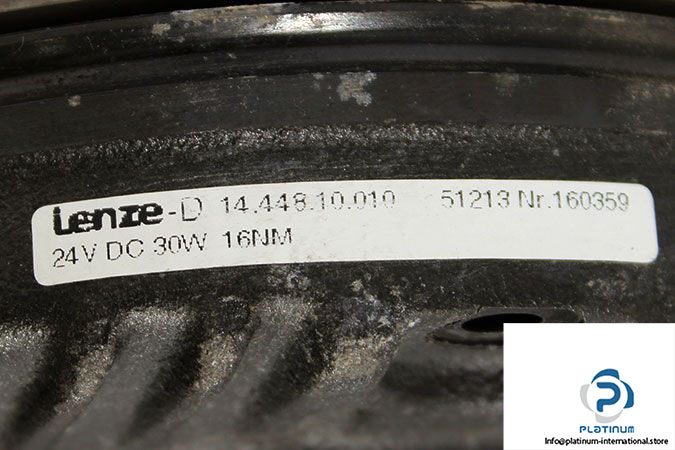 Lenze-D 14.448.10.010 51213 Nr.160359
24V DC 30W 16NM
PLATINUM
Info@platinum-international.store